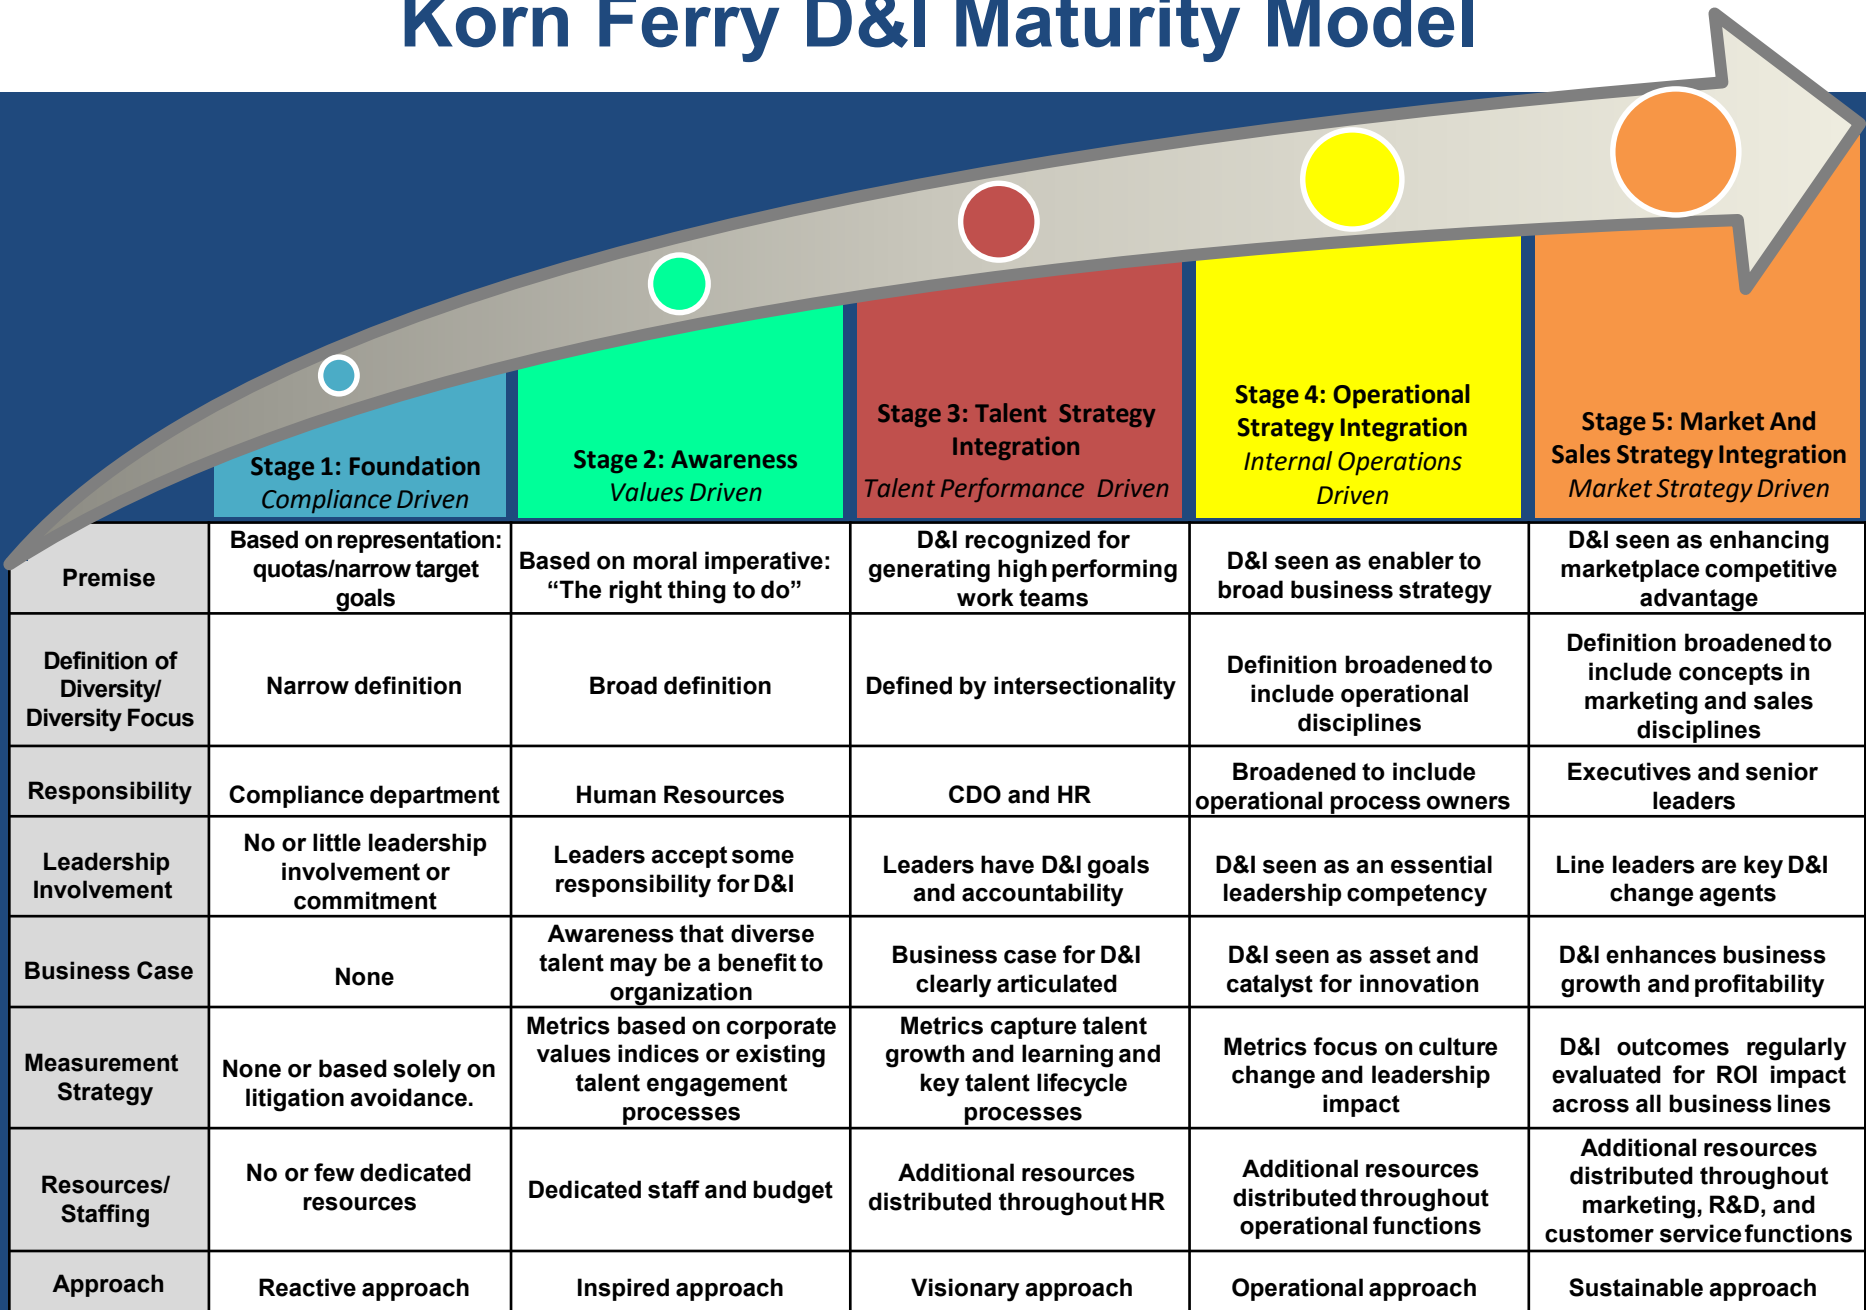 Korn Ferry D&I Maturity Model
Stage 1: Foundation
Compliance Driven
Stage 2: Awareness
Values Driven
Stage 3: Talent Strategy
Integration
Talent Performance Driven
Stage 4: Operational
Strategy Integration
Internal Operations
Driven
Stage 5: Market And
Sales Strategy Integration
Market Strategy Driven
Premise
Based on representation:
quotas/narrow target
goals
Based on moral imperative:
“The right thing to do”
D&I recognized for
generating high performing
work teams
D&I seen as enabler to
broad business strategy
D&I seen as enhancing
marketplace competitive
advantage
Definition of
Diversity/
Diversity Focus
Narrow definition
Broad definition
Defined by intersectionality
Definition broadened to
include operational
disciplines
Definition broadened to
include concepts in
marketing and sales
disciplines
Responsibility
Compliance department
Human Resources
CDO and HR
Broadened to include
operational process owners
Executives and senior
leaders
Leadership
Involvement
No or little leadership
involvement or
commitment
Leaders accept some
responsibility for D&I
Leaders have D&I goals
and accountability
D&I seen as an essential
leadership competency
Line leaders are key D&I
change agents
Business Case
None
Awareness that diverse
talent may be a benefit to
organization
Business case for D&I
clearly articulated
D&I seen as asset and
catalyst for innovation
D&I enhances business
growth and profitability
Measurement
Strategy
None or based solely on
litigation avoidance.
Metrics based on corporate
values indices or existing
talent engagement
processes
Metrics capture talent
growth and learning and
key talent lifecycle
processes
Metrics focus on culture
change and leadership
impact
D&I outcomes regularly
evaluated for ROI impact
across all business lines
Resources/
Staffing
No or few dedicated
resources
Dedicated staff and budget
Additional resources
distributed throughout HR
Additional resources
distributed throughout
operational functions
Additional resources
distributed throughout
marketing, R&D, and
customer service functions
Approach
Reactive approach
Inspired approach
Visionary approach
Operational approach
Sustainable approach